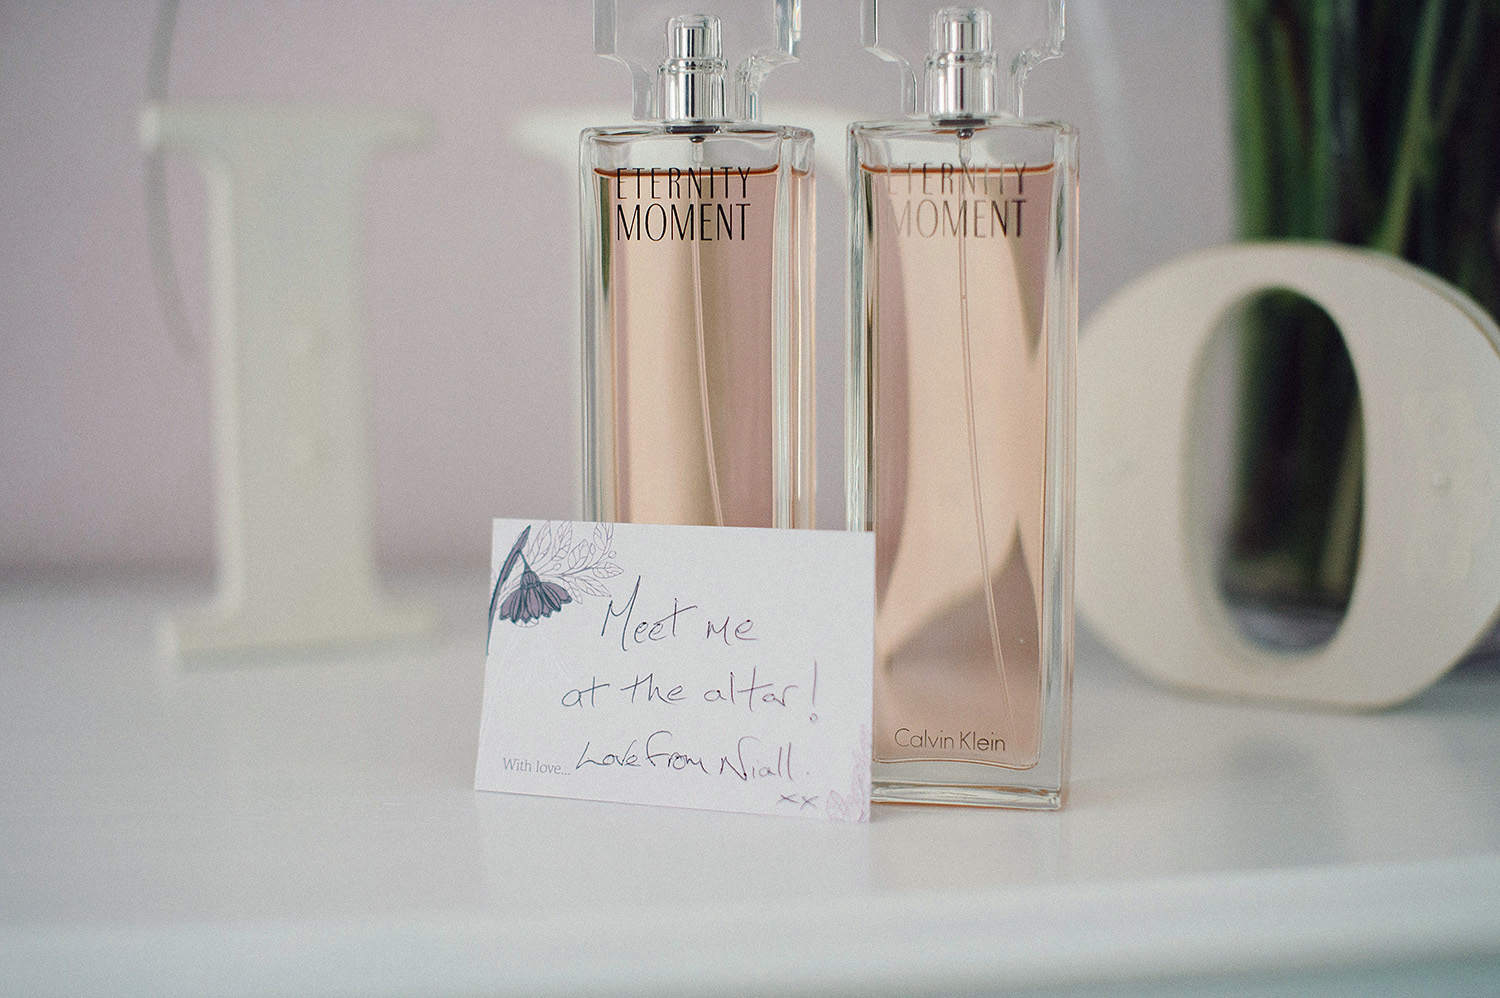 ETERNITY
MOMENT
ETERNITY
MOMENT
Calvin Klein
Meet me
at the altar!
With love... Love From Niall.
xx
I
O